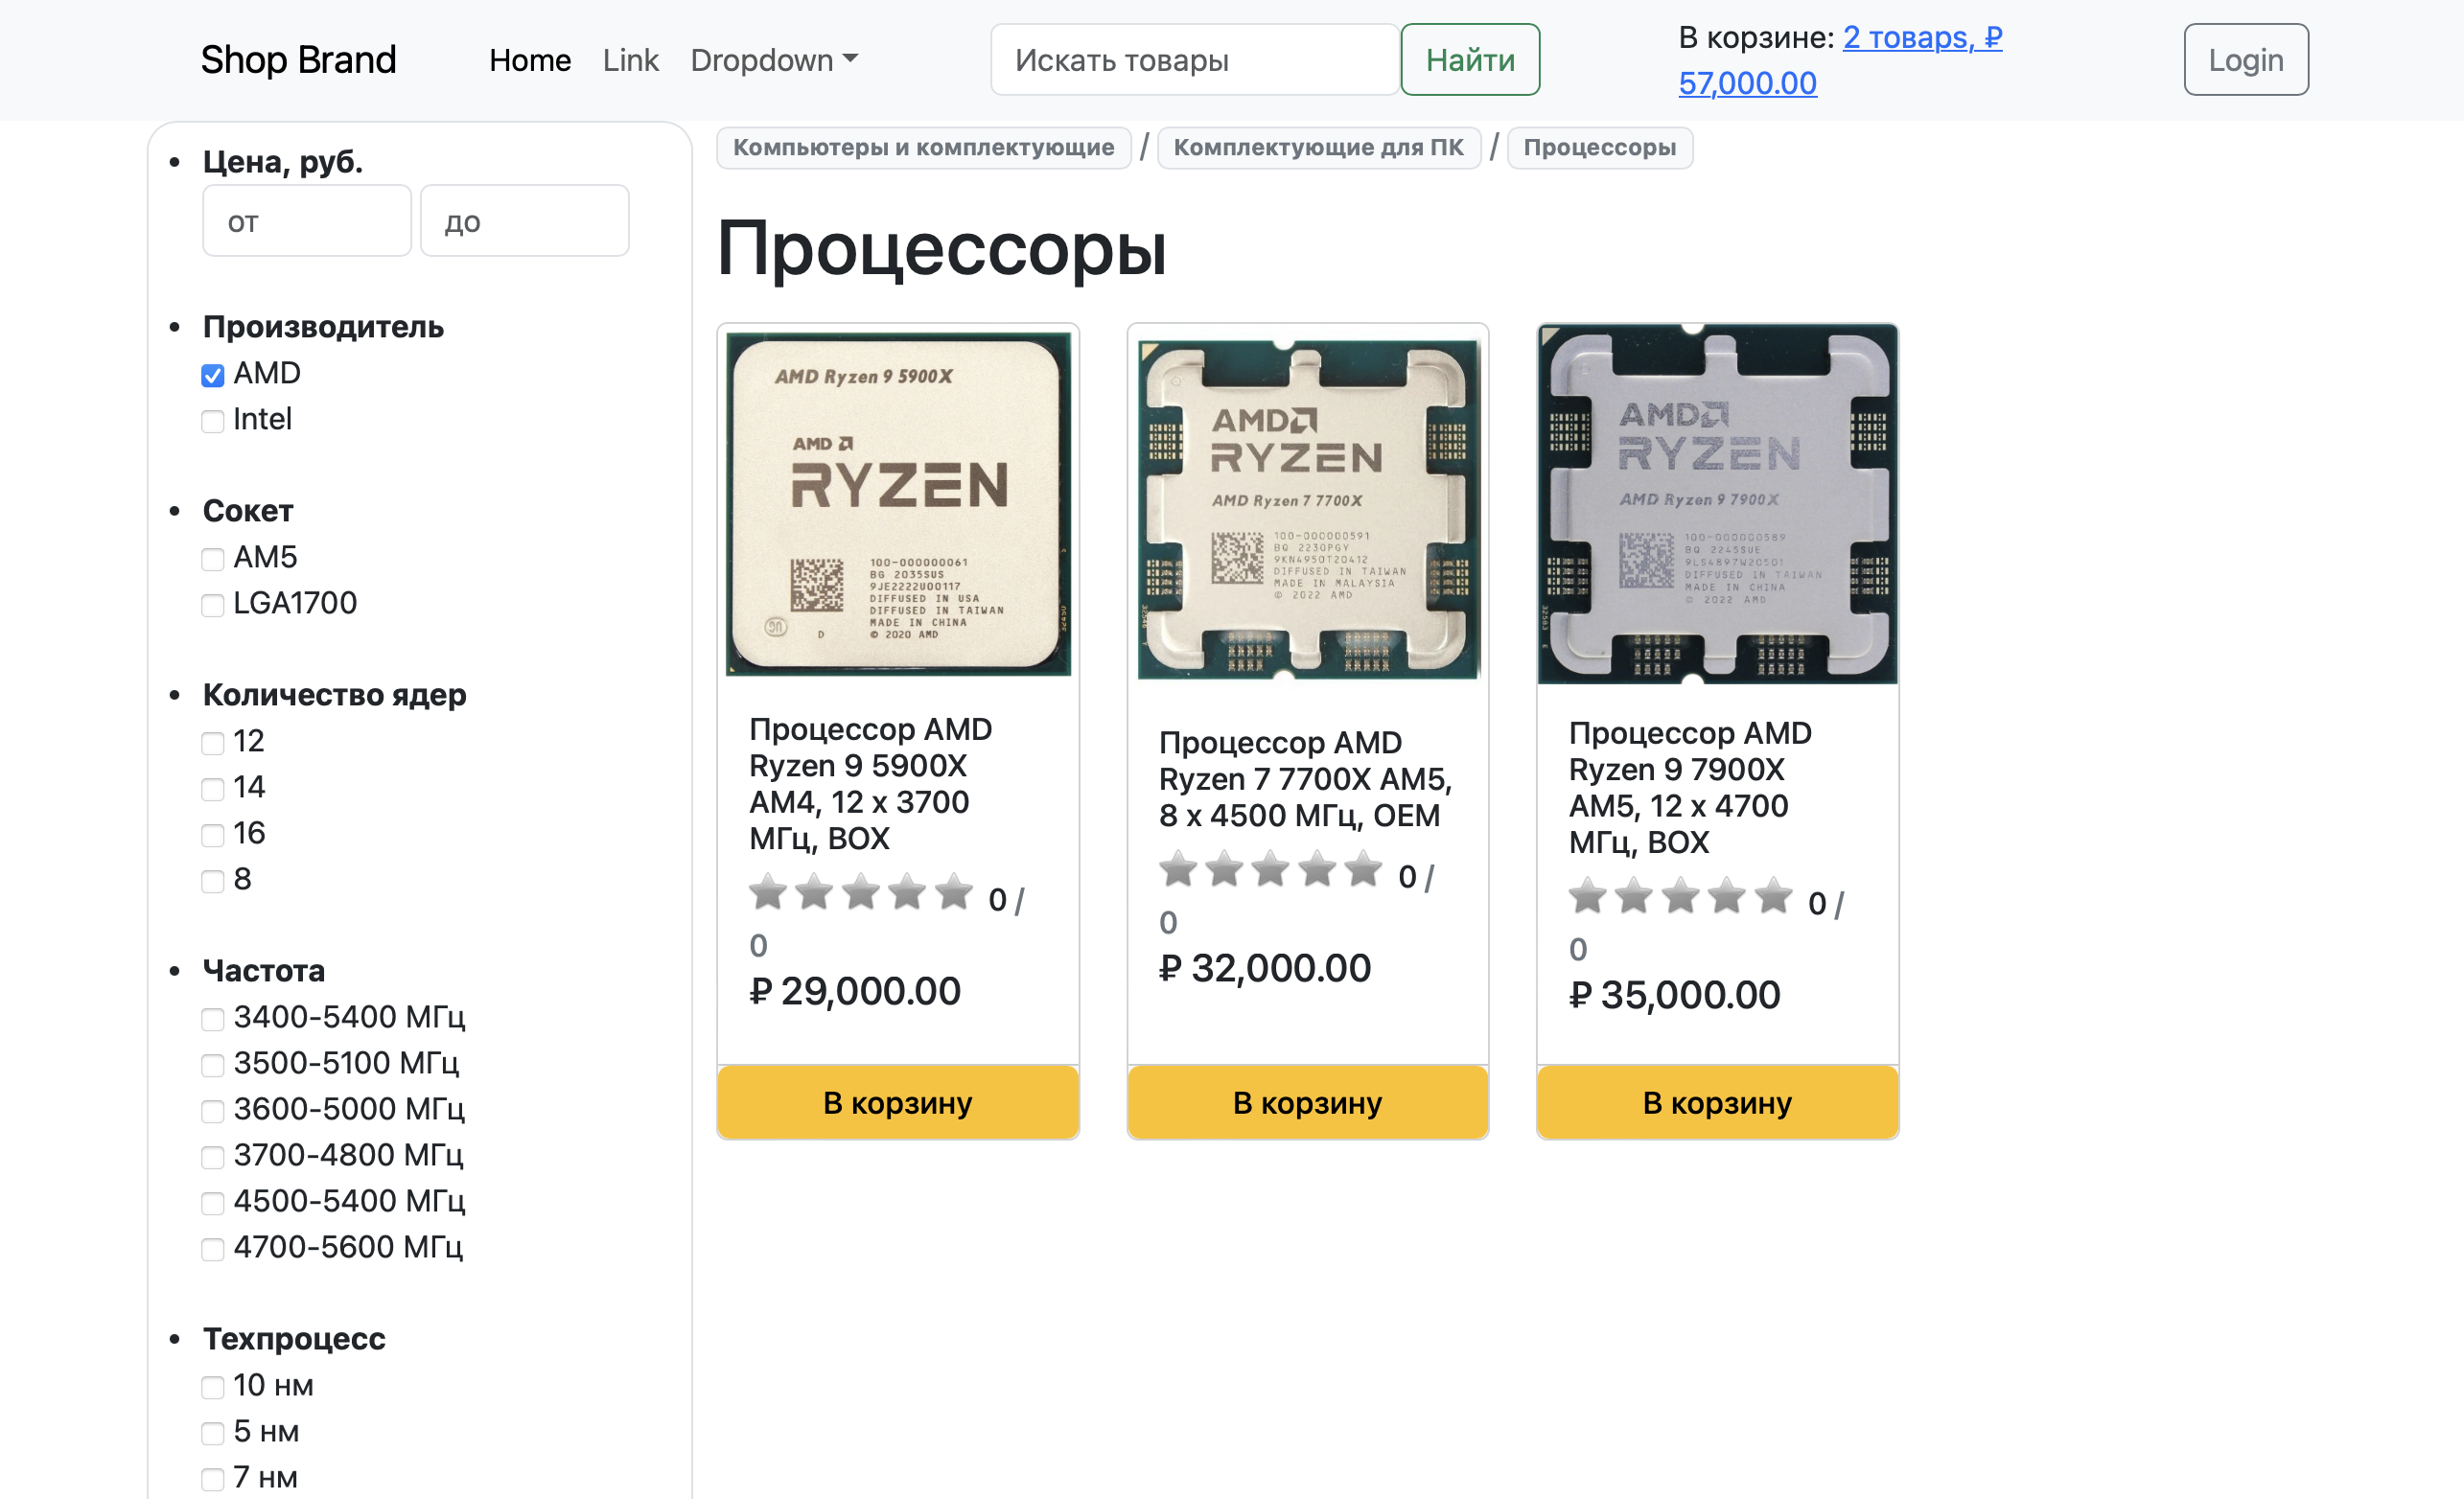 Shop Brand
Home
Link
Dropdown
Искать товары
Найти
В корзине: 2 товарs, ₽
57,000.00
Login
Цена, руб.
от
до
Производитель
AMD
Intel
Сокет
AM5
LGA1700
Количество ядер
12
14
16
8
Частота
3400-5400 МГц
3500-5100 МГц
3600-5000 МГц
3700-4800 МГц
4500-5400 МГц
4700-5600 МГц
Техпроцесс
10 нм
5 нм
7 нм
Компьютеры и комплектующие / Комплектующие для ПК / Процессоры
Процессоры
AMD Ryzen 9 5900X
AMD
RYZEN
100-000000061
BG 2035SUS
9JE2222U00117
DIFFUSED IN USA
DIFFUSED IN TAIWAN
MADE IN CHINA
© 2020 AMD
D
Процессор AMD
Ryzen 9 5900X
AM4, 12 x 3700
МГц, BOX
0 /
0
₽ 29,000.00
В корзину
AMD
RYZEN
AMD Ryzen 7 7700X
100-000000591
BQ 2230PGY
9KN4950T20412
DIFFUSED IN TAIWAN
MADE IN MALAYSIA
© 2022 AMD
Процессор AMD
Ryzen 7 7700X AM5,
8 x 4500 МГц, OEM
0 /
0
₽ 32,000.00
В корзину
AMD
RYZEN
AMD Ryzen 9 7900X
100-000000589
BQ 2245SUE
9LS4897W20501
DIFFUSED IN TAIWAN
MADE IN CHINA
© 2022 AMD
Процессор AMD
Ryzen 9 7900X
AM5, 12 x 4700
МГц, BOX
0 /
0
₽ 35,000.00
В корзину